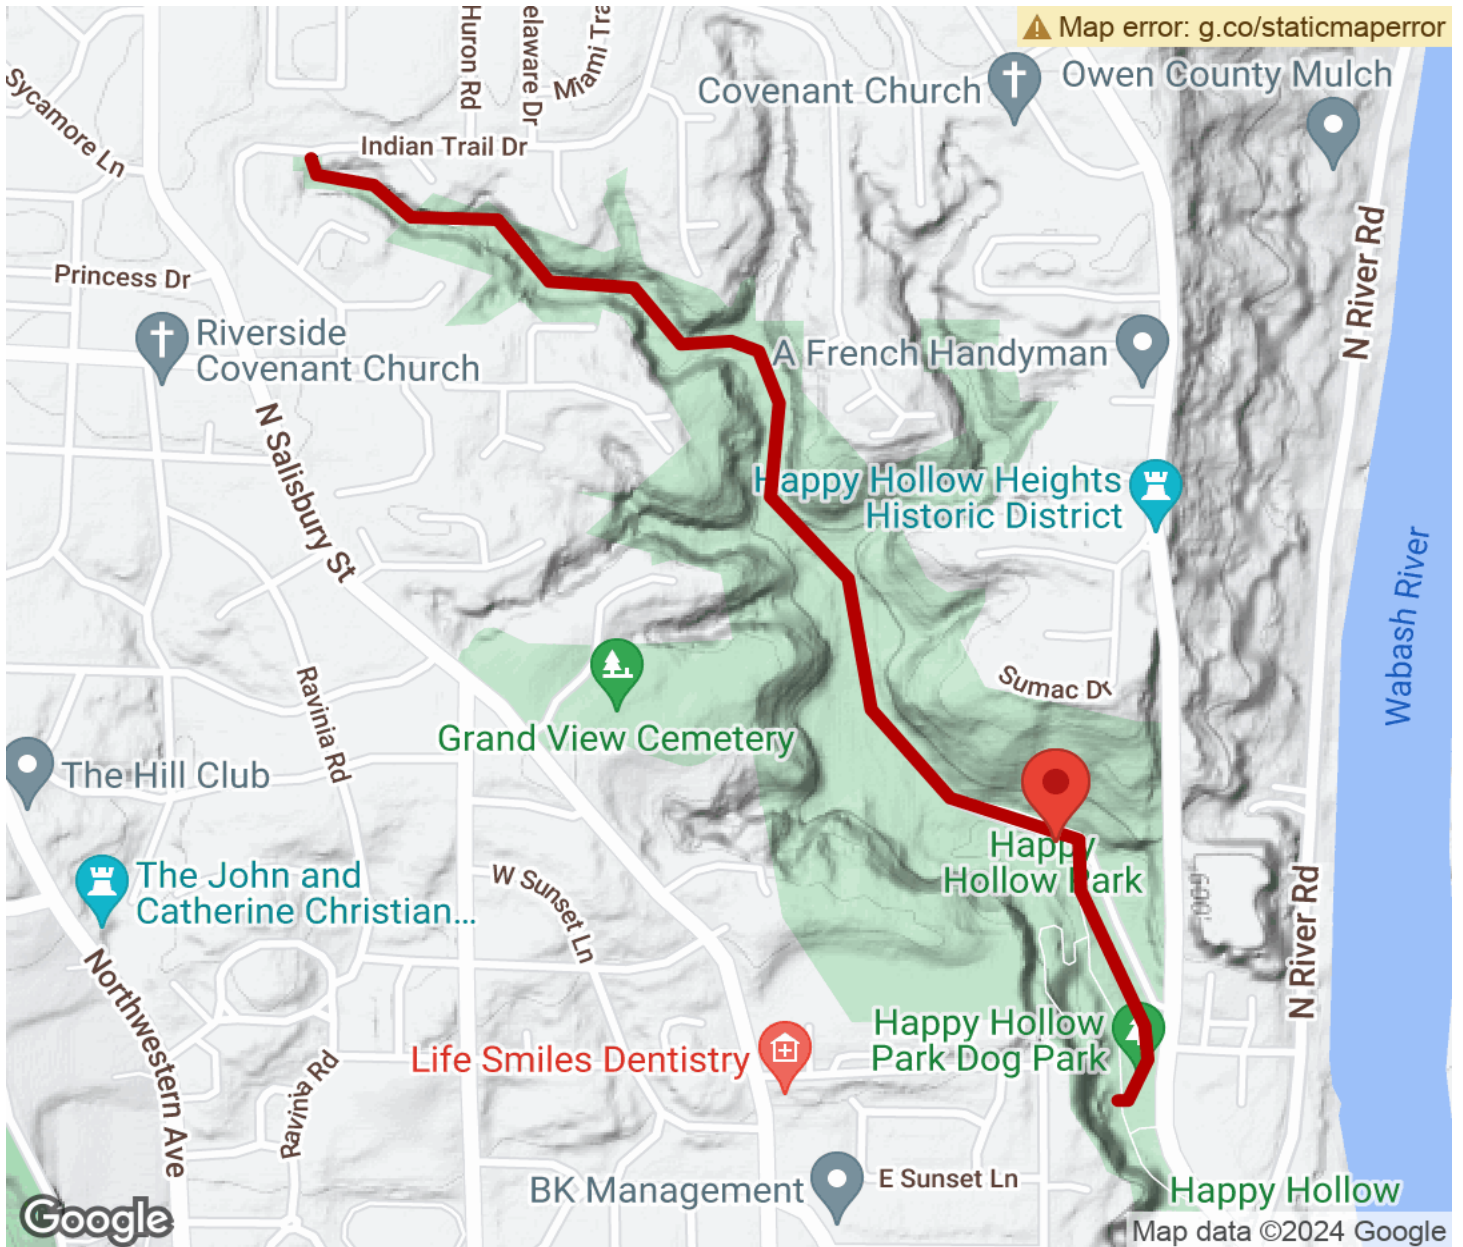 Map error: g.co/staticmaperror
Huron Rd
elaware Dr
Miami Tra
Covenant Church
Owen County Mulch
Sycamore Ln
Indian Trail Dr
N River Rd
Princess Dr
Riverside
Covenant Church
A French Handyman
N Salisbury St
Happy Hollow Heights
Historic District
Wabash River
Ravinia Rd
Sumac Dr
Grand View Cemetery
The Hill Club
Happy
Hollow Park
The John and
Catherine Christian...
W Sunset Ln
600'
N River Rd
Northwestern Ave
Happy Hollow
Park Dog Park
Life Smiles Dentistry
Ravinia Rd
BK Management
E Sunset Ln
Happy Hollow
Google
Map data ©2024 Google